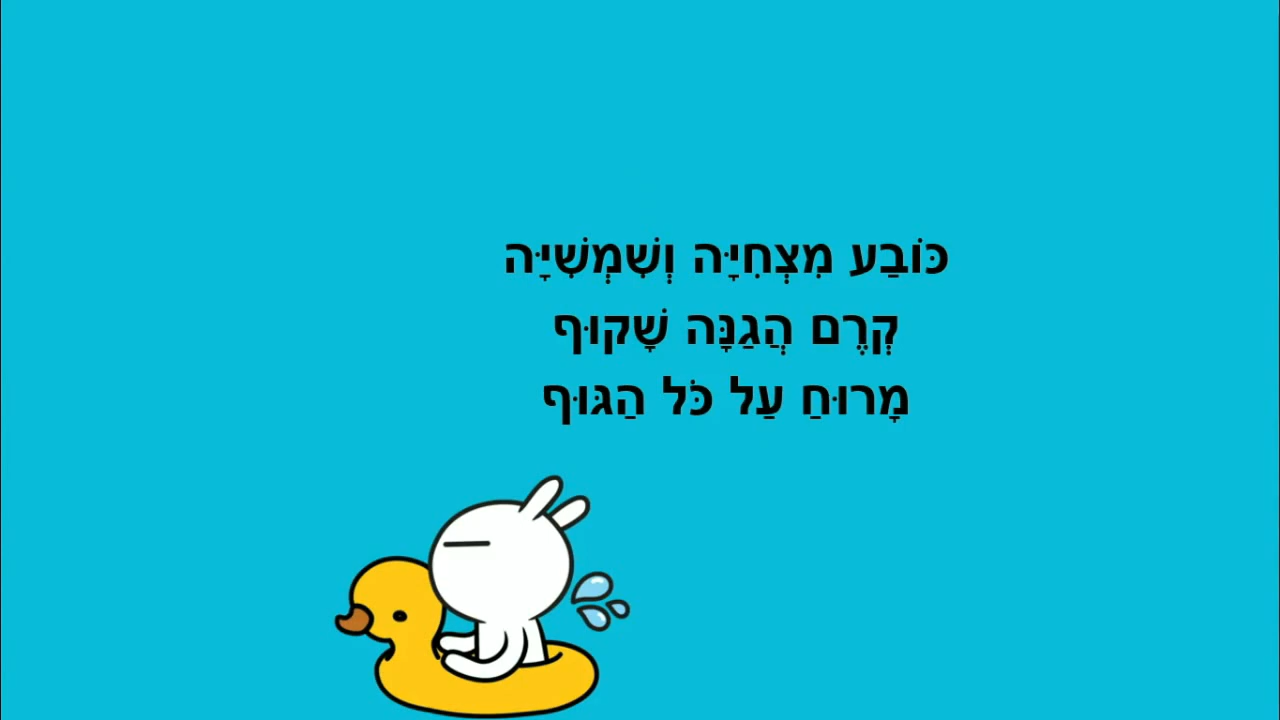 כּוֹבַע מִצְחִיָּה וְשִׁמְשִׁיָּה
קְרֶם הֲגַנָּה שָׁקוּף
מָרוּחַ עַל כֹּל הַגּוּף